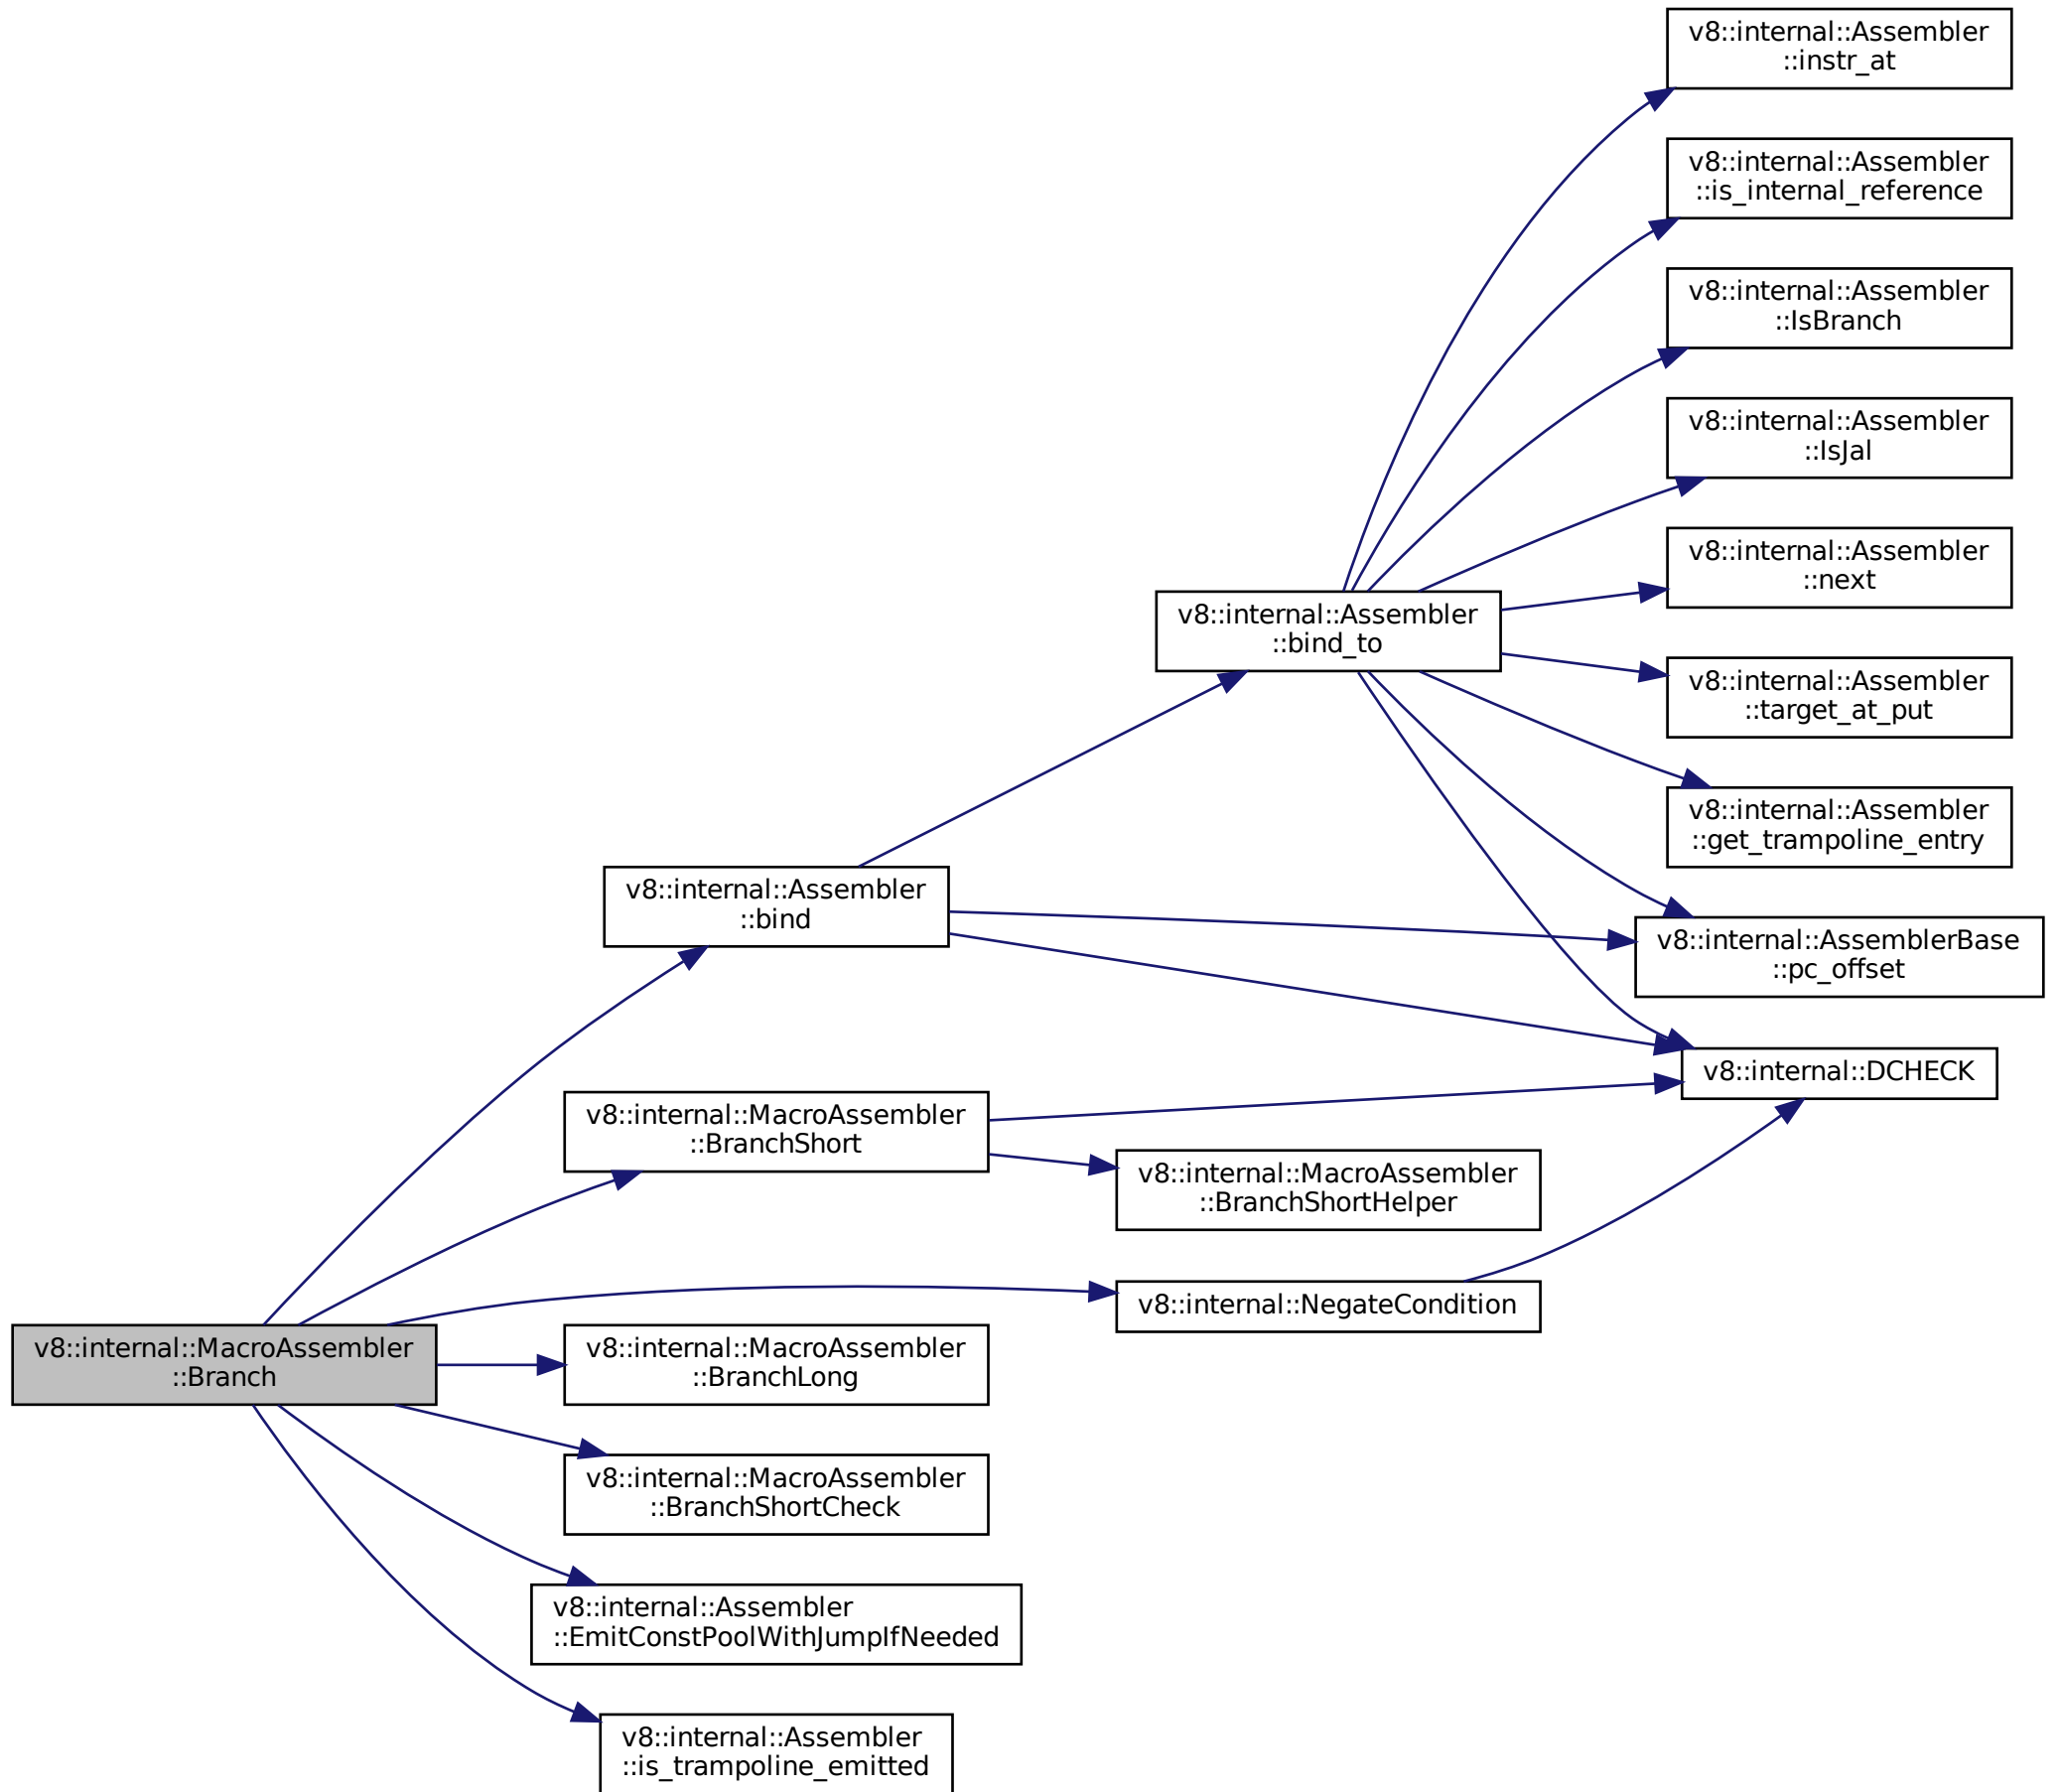 v8::internal::Assembler
::instr_at
v8::internal::Assembler
::is_internal_reference
v8::internal::Assembler
::IsBranch
v8::internal::Assembler
::IsJal
v8::internal::Assembler
::next
v8::internal::Assembler
::bind_to
v8::internal::Assembler
::target_at_put
v8::internal::Assembler
::get_trampoline_entry
v8::internal::Assembler
::bind
v8::internal::AssemblerBase
::pc_offset
v8::internal::DCHECK
v8::internal::MacroAssembler
::BranchShort
v8::internal::MacroAssembler
::BranchShortHelper
v8::internal::NegateCondition
v8::internal::MacroAssembler
::Branch
v8::internal::MacroAssembler
::BranchLong
v8::internal::MacroAssembler
::BranchShortCheck
v8::internal::Assembler
::EmitConstPoolWithJumpIfNeeded
v8::internal::Assembler
::is_trampoline_emitted